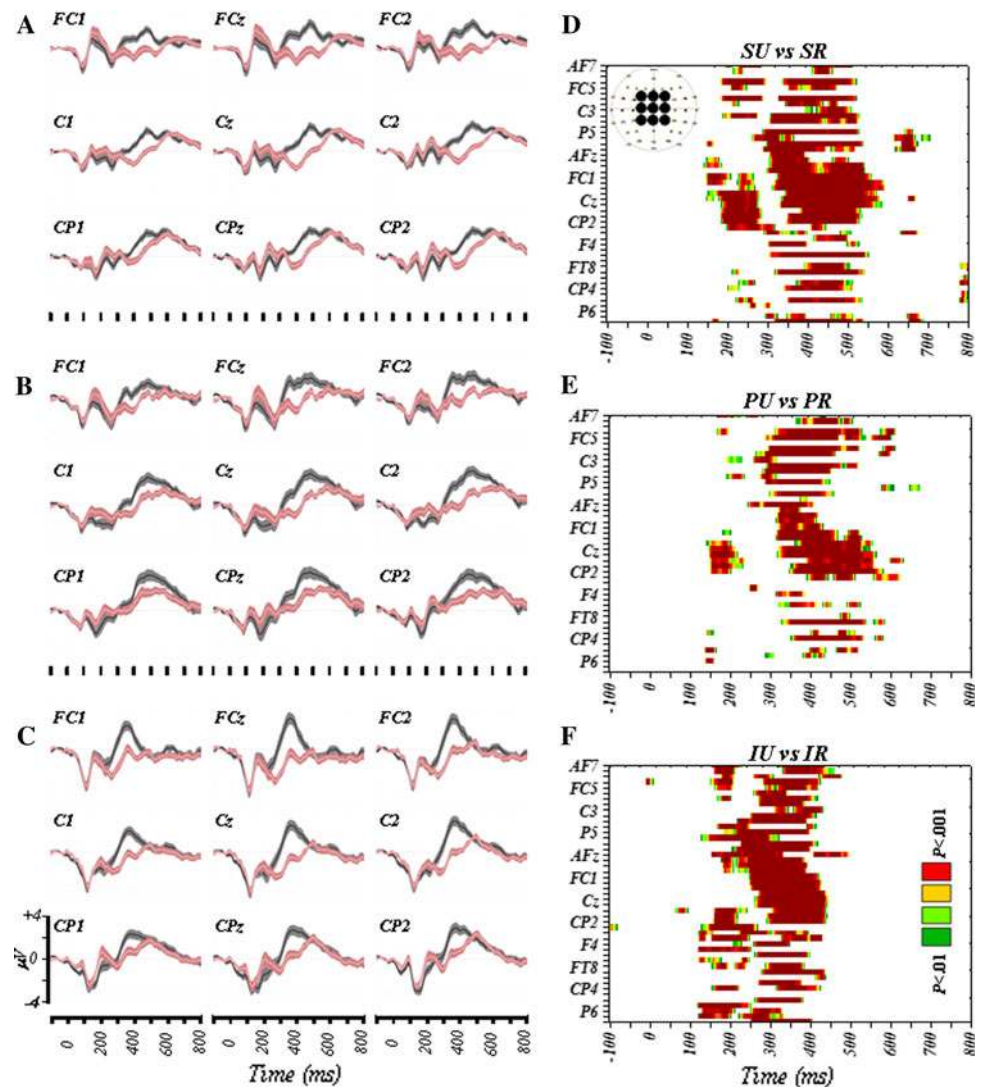 A
FC1 FCz FC2
C1 Cz C2
CP1 CPz CP2
B
FC1 FCz FC2
C1 Cz C2
CP1 CPz CP2
C
FC1 FCz FC2
C1 Cz C2
CP1 CPz CP2
+4
μV
0
-4
0 200 400 600 800 0 200 400 600 800 0 200 400 600 800
Time (ms)
D
SU vs SR
AF7
FC5
C3
P5
AFz
FC1
Cz
CP2
F4
FT8
CP4
P6
-100 0 100 200 300 400 500 600 700 800
E
PU vs PR
AF7
FC5
C3
P5
AFz
FC1
Cz
CP2
F4
FT8
CP4
P6
-100 0 100 200 300 400 500 600 700 800
F
IU vs IR
AF7
FC5
C3
P5
AFz
FC1
Cz
CP2
F4
FT8
CP4
P6
P<.001
P<.01
-100 0 100 200 300 400 500 600 700 800
Time (ms)